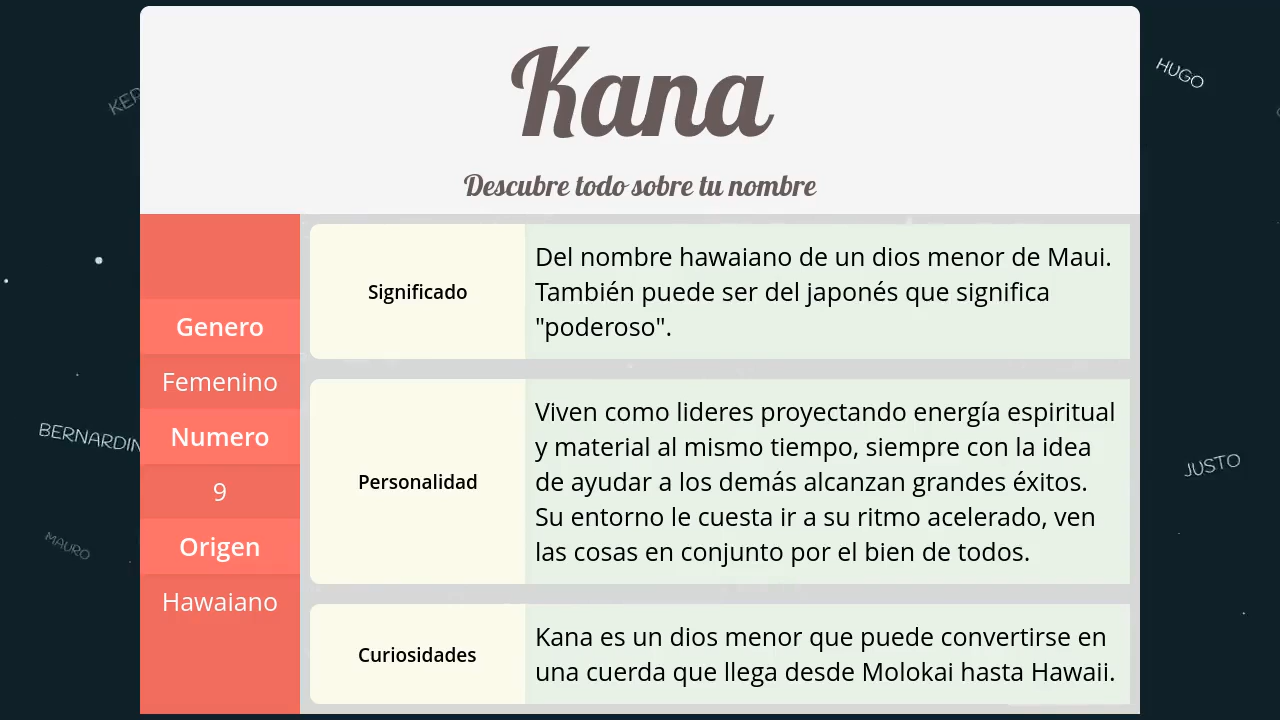 Kana
Descubre todo sobre tu nombre
Genero
Femenino
Numero
9
Origen
Hawaiano
Significado
Del nombre hawaiano de un dios menor de Maui.
También puede ser del japonés que significa
"poderoso".
Personalidad
Viven como lideres proyectando energía espiritual
y material al mismo tiempo, siempre con la idea
de ayudar a los demás alcanzan grandes éxitos.
Su entorno le cuesta ir a su ritmo acelerado, ven
las cosas en conjunto por el bien de todos.
Curiosidades
Kana es un dios menor que puede convertirse en
una cuerda que llega desde Molokai hasta Hawaii.
HUGO
BERNARDIN
JUSTO
MAURO